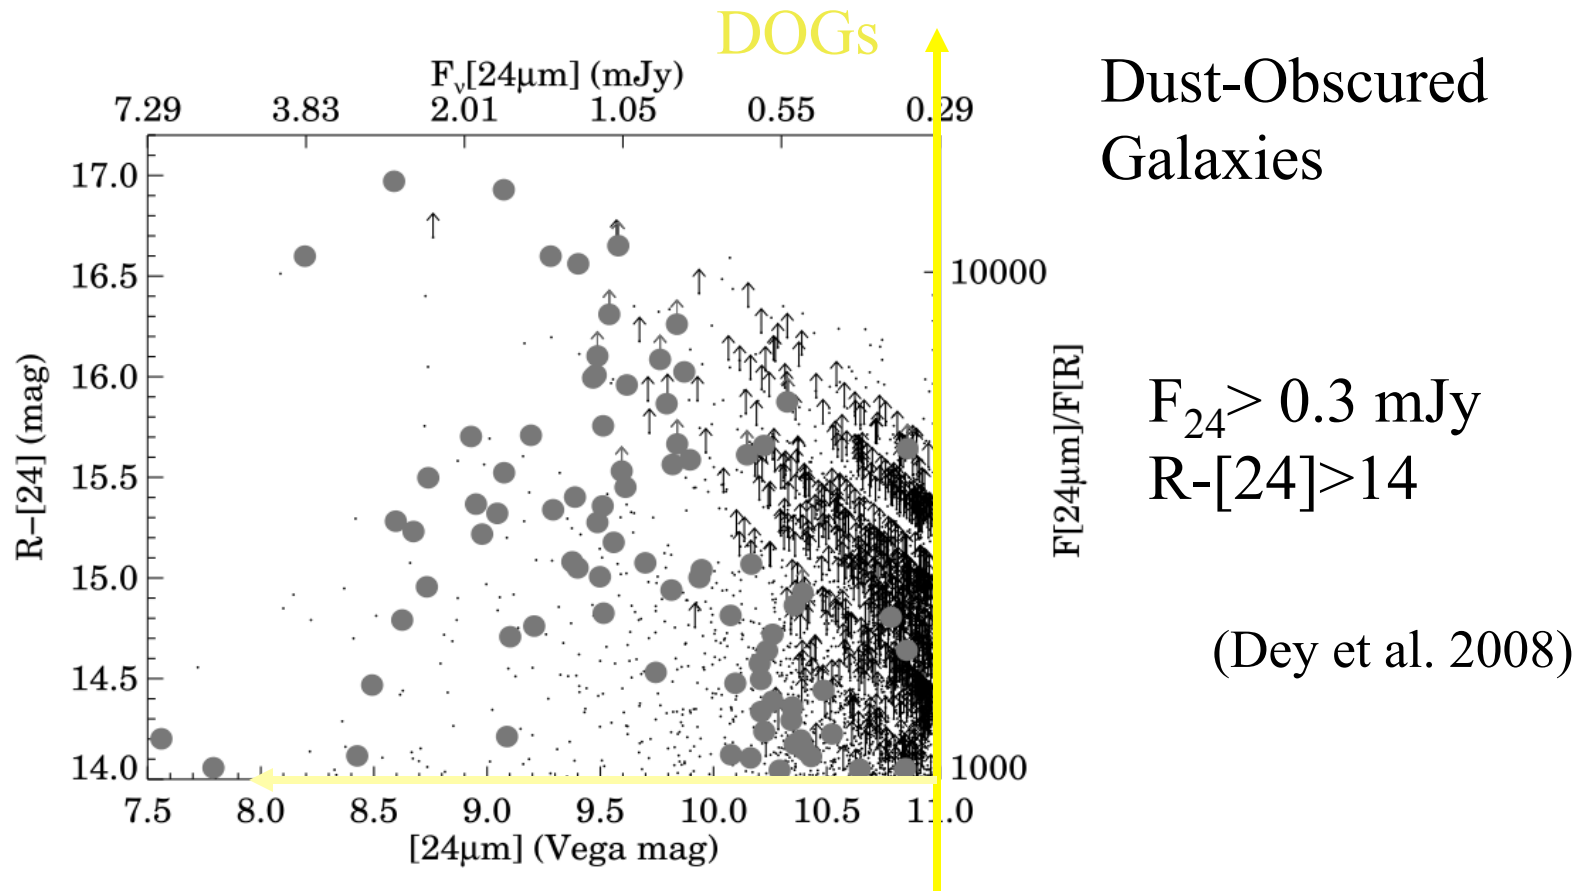 DOGs
Fν[24μm] (mJy)
7.29 3.83 2.01 1.05 0.55 0.29
Dust-Obscured
Galaxies
17.0
16.5
16.0
15.5
15.0
14.5
14.0
R–[24] (mag)
10000
1000
F[24μm]/F[R]
F24> 0.3 mJy
R-[24]>14
(Dey et al. 2008)
7.5 8.0 8.5 9.0 9.5 10.0 10.5 11.0
[24μm] (Vega mag)